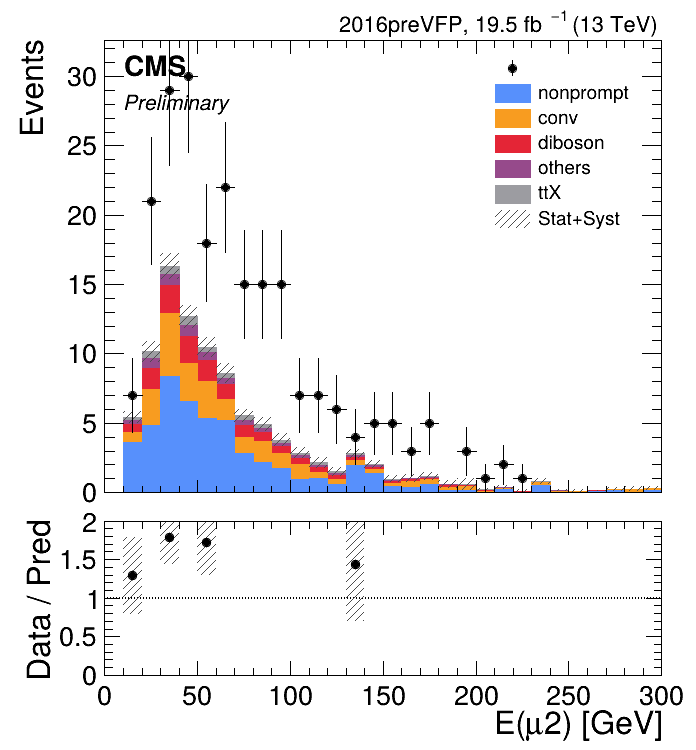 2016preVFP, 19.5 fb⁻¹ (13 TeV)
CMS
Preliminary
Events
30
25
20
15
10
5
0
nonprompt
conv
diboson
others
ttX
Stat+Syst
Data / Pred
2
1.5
1
0.5
0
0 50 100 150 200 250 300
E(μ2) [GeV]